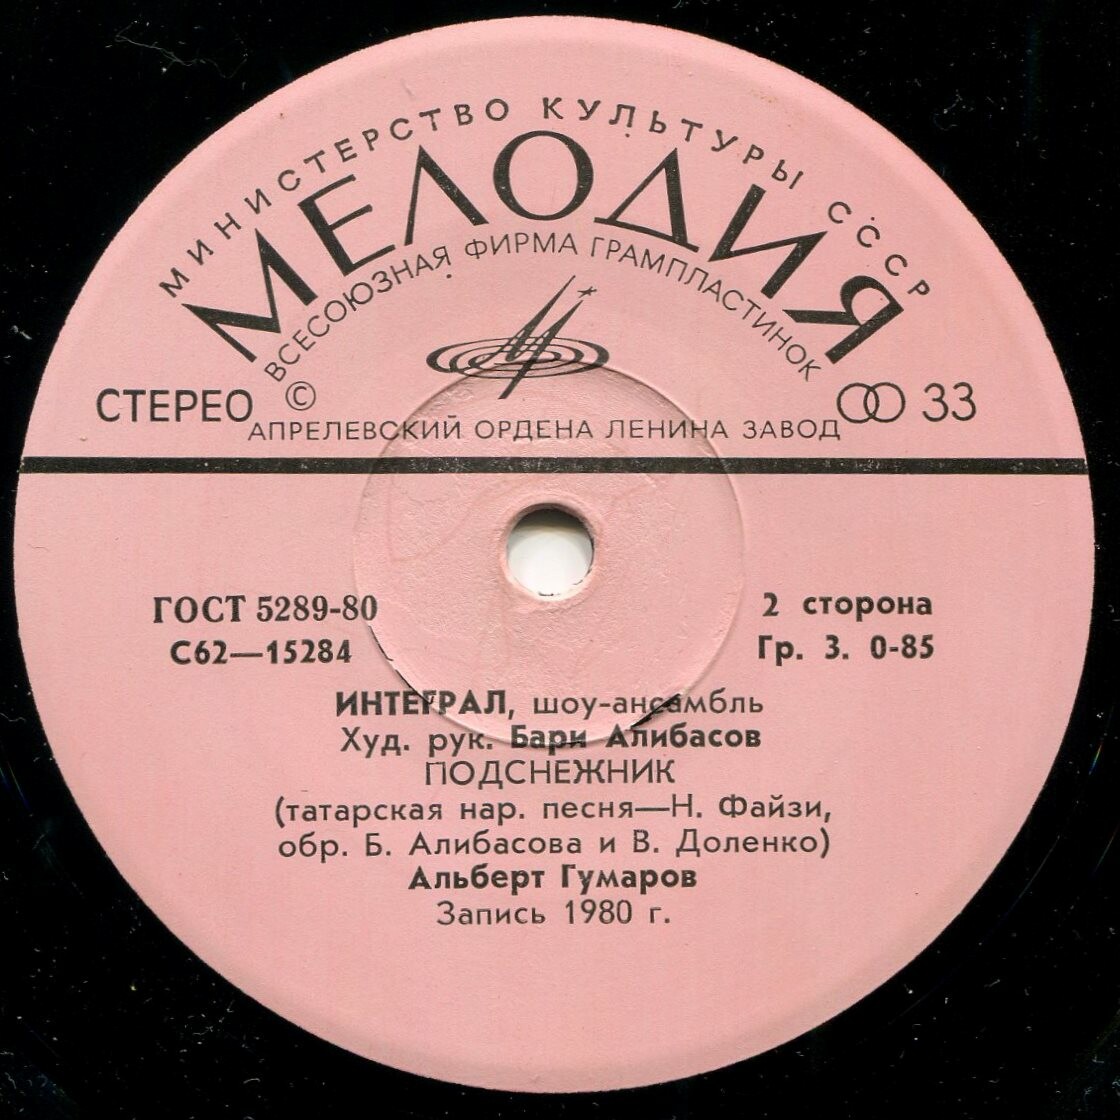 МИНИСТЕРСТВО КУЛЬТУРЫ СССР
МЕЛОДИЯ
ВСЕСОЮЗНАЯ ФИРМА ГРАМПЛАСТИНОК
СТЕРЕО © 33
АПРЕЛЕВСКИЙ ОРДЕНА ЛЕНИНА ЗАВОД
ГОСТ 5289-80 2 сторона
С62—15284 Гр. 3. 0-85
ИНТЕГРАЛ, шоу-ансамбль
Худ. рук. Бари Алибасов
ПОДСНЕЖНИК
(татарская нар. песня—Н. Файзи,
обр. Б. Алибасова и В. Доленко)
Альберт Гумаров
Запись 1980 г.